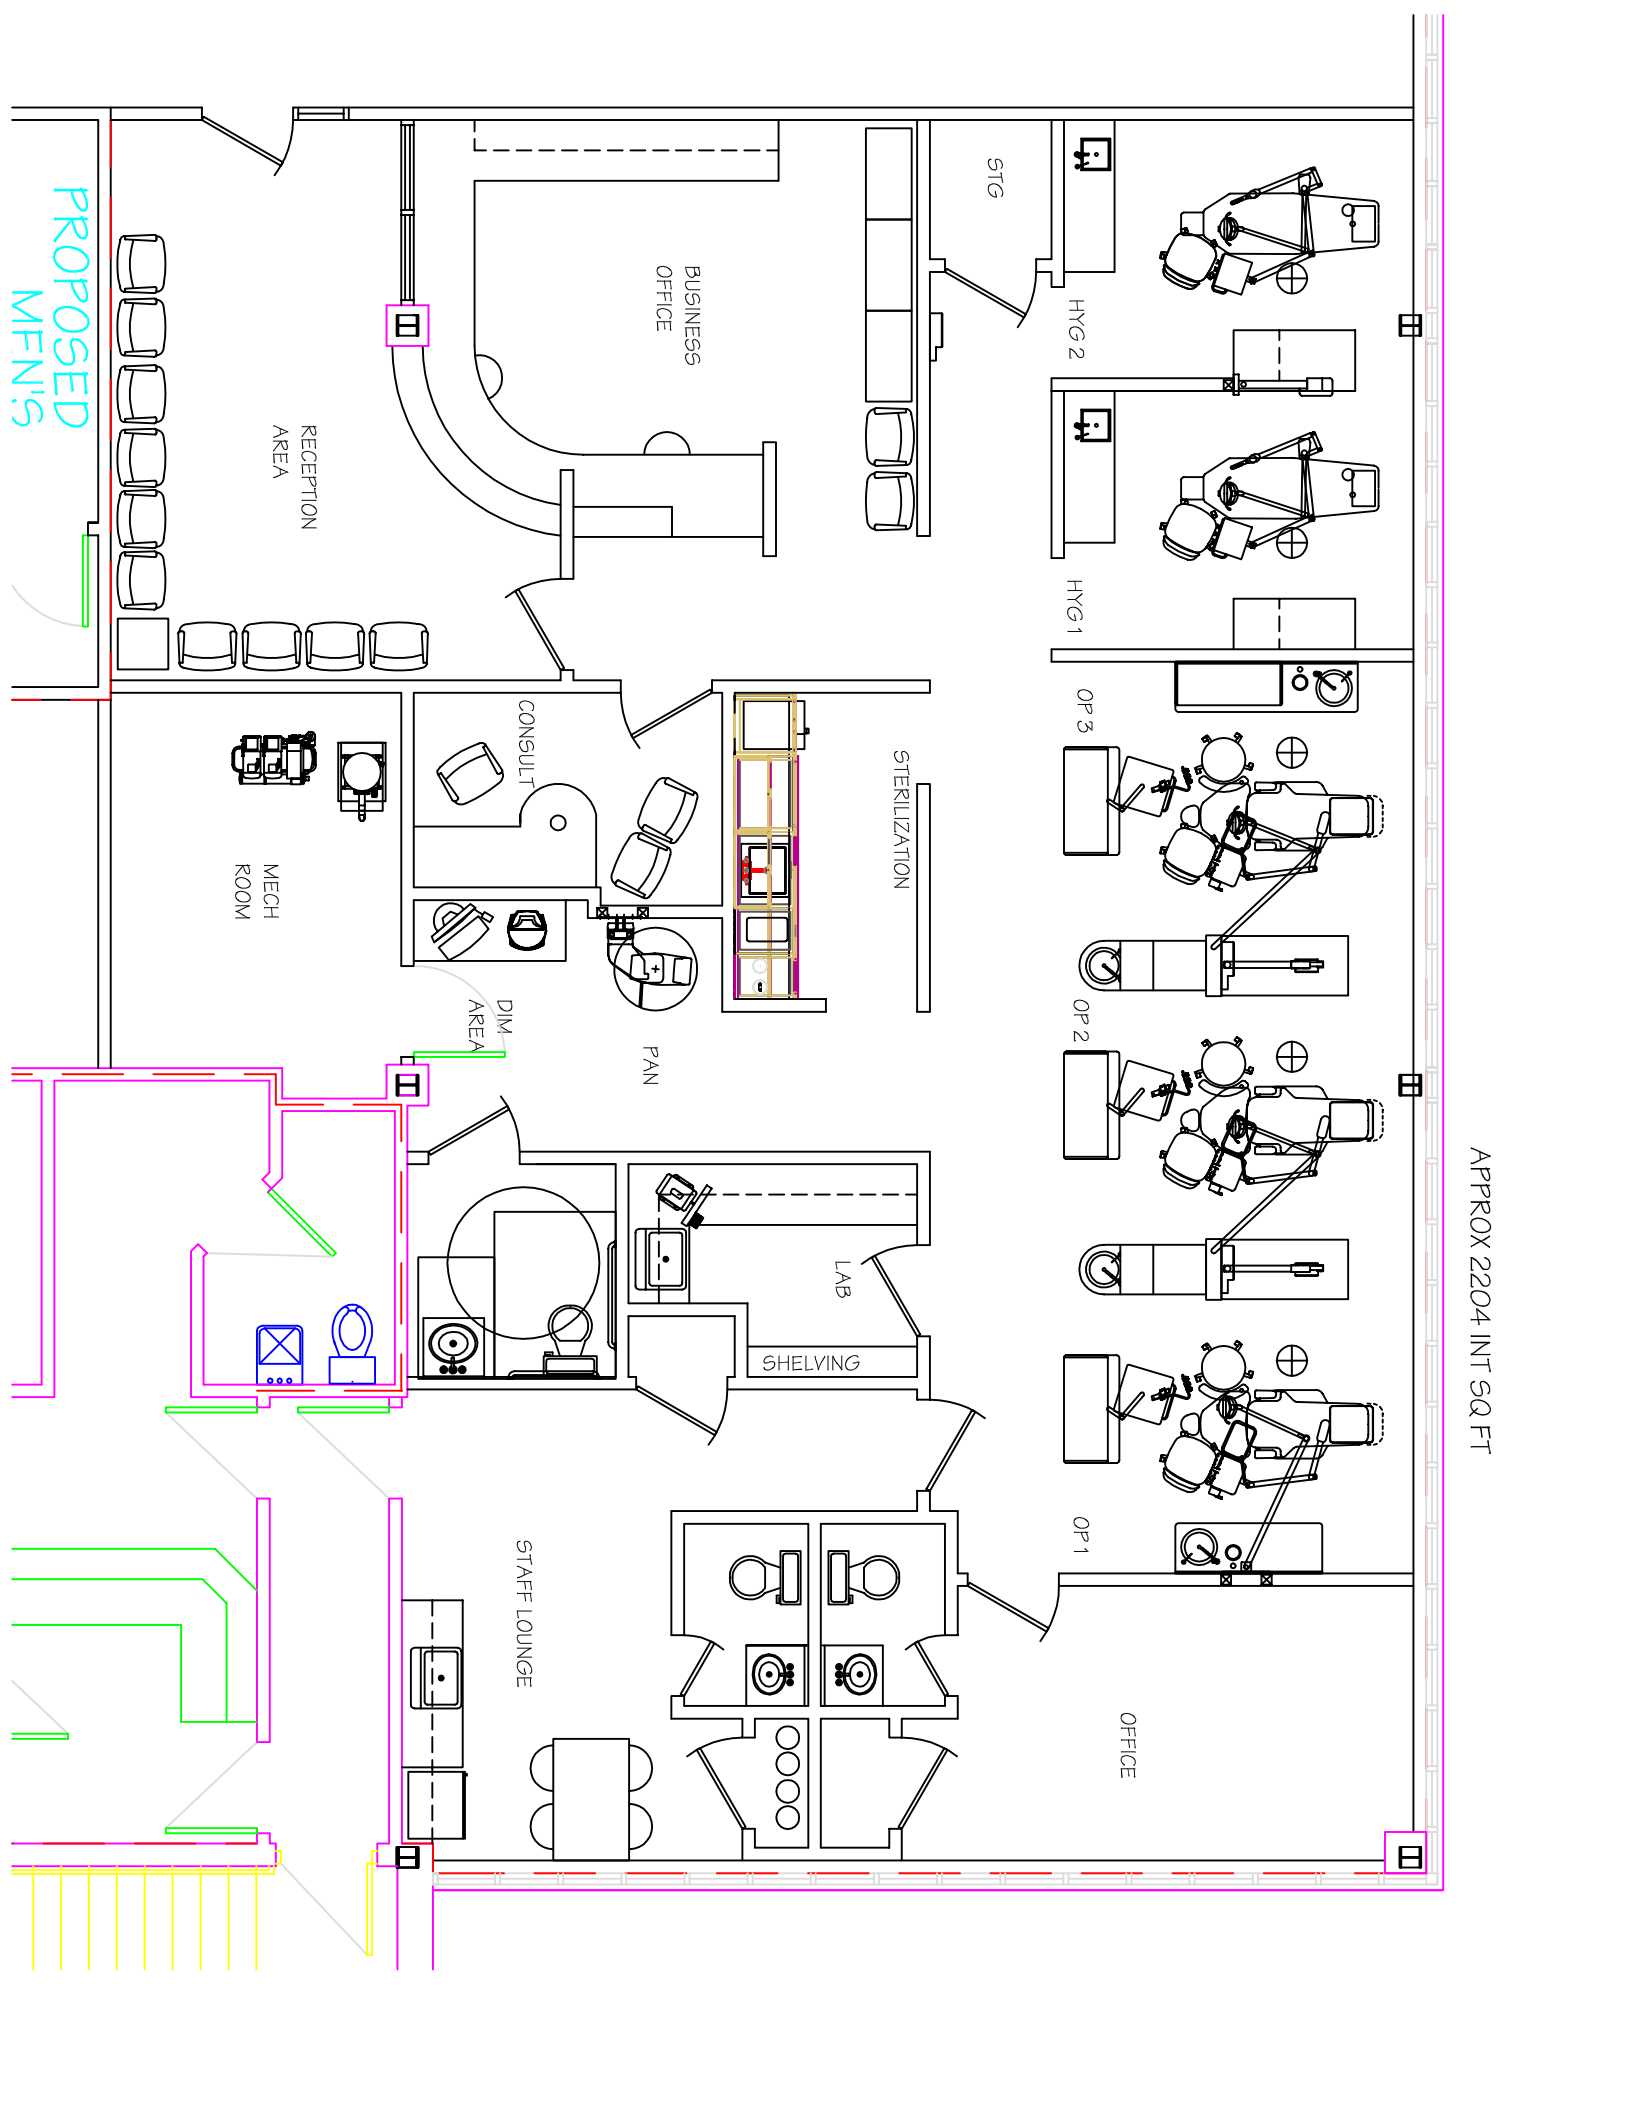 APPROX 2204 INT SQ FT
HYG 2
HYG 1
OP 3
OP 2
OP 1
OFFICE
STG
STERILIZATION
LAB
SHELVING
BUSINESS
OFFICE
PAN
CONSULT
DIM
AREA
STAFF LOUNGE
RECEPTION
AREA
MECH
ROOM
PROPOSED
MEN'S